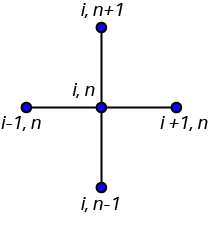 i, n+1
i, n
i-1, n
i +1, n
i, n-1